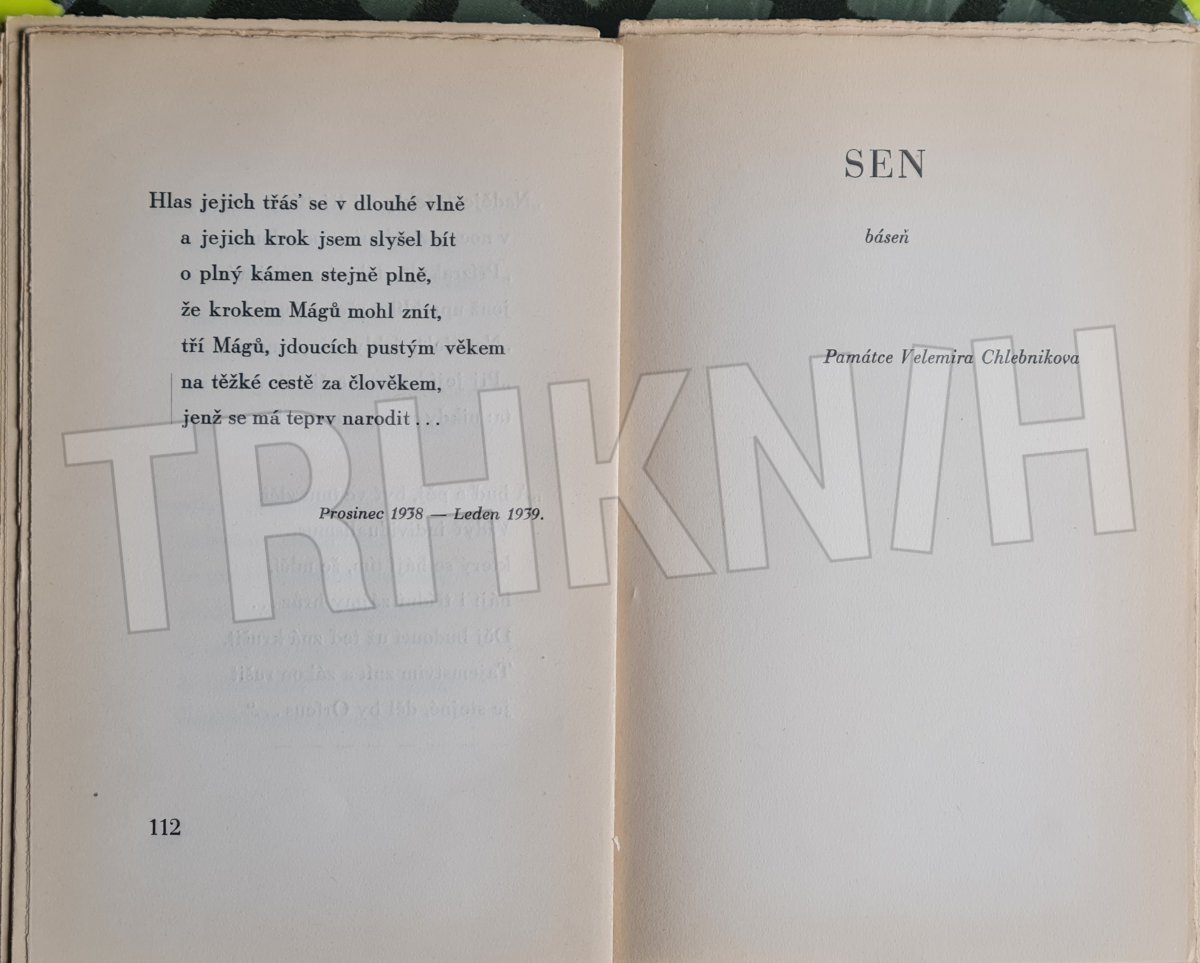 Hlas jejich třás’ se v dlouhé vlně
a jejich krok jsem slyšel bít
o plný kámen stejně plně,
že krokem Mágů mohl znít,
tří Mágů, jdoucích pustým věkem
na těžké cestě za člověkem,
jenž se má teprv narodit . . .
Prosinec 1938 — Leden 1939.
112
SEN
báseň
Památce Velemira Chlebnikova
TRHKNIH